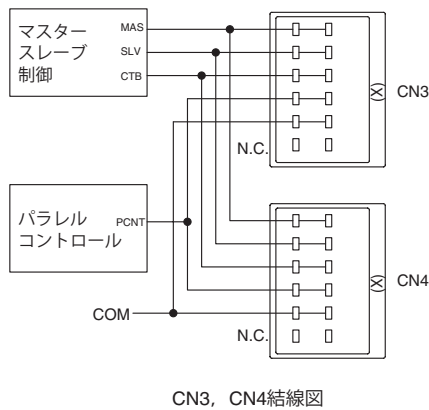 マスター
スレーブ
制御
MAS
SLV
CTB
N.C.
(X)
CN3
パラレル
コントロール
PCNT
COM
N.C.
(X)
CN4
CN3，CN4結線図